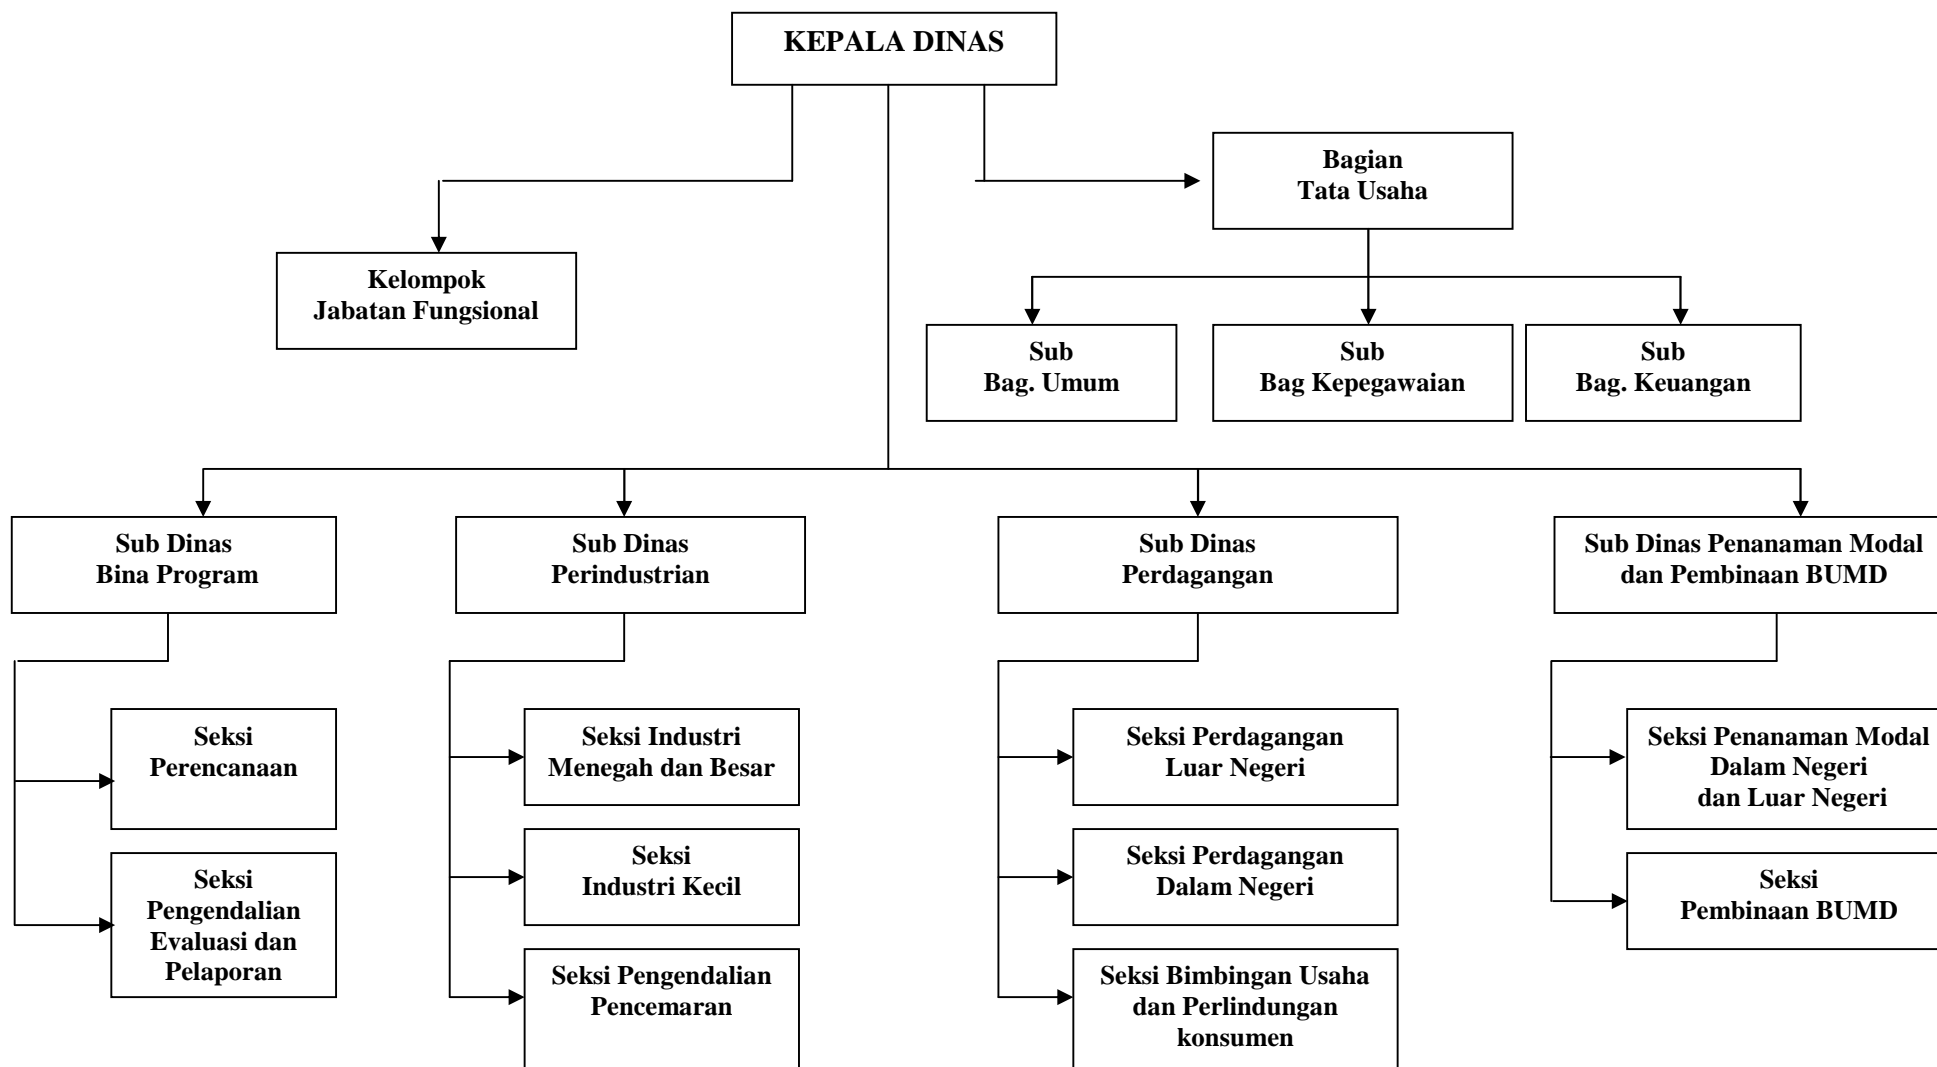 KEPALA DINAS
Bagian
Tata Usaha
Kelompok
Jabatan Fungsional
Sub
Bag. Umum
Sub
Bag Kepegawaian
Sub
Bag. Keuangan
Sub Dinas
Bina Program
Sub Dinas
Perindustrian
Sub Dinas
Perdagangan
Sub Dinas Penanaman Modal
dan Pembinaan BUMD
Seksi
Perencanaan
Seksi
Pengendalian
Evaluasi dan
Pelaporan
Seksi Industri
Menegah dan Besar
Seksi
Industri Kecil
Seksi Pengendalian
Pencemaran
Seksi Perdagangan
Luar Negeri
Seksi Perdagangan
Dalam Negeri
Seksi Bimbingan Usaha
dan Perlindungan
konsumen
Seksi Penanaman Modal
Dalam Negeri
dan Luar Negeri
Seksi
Pembinaan BUMD